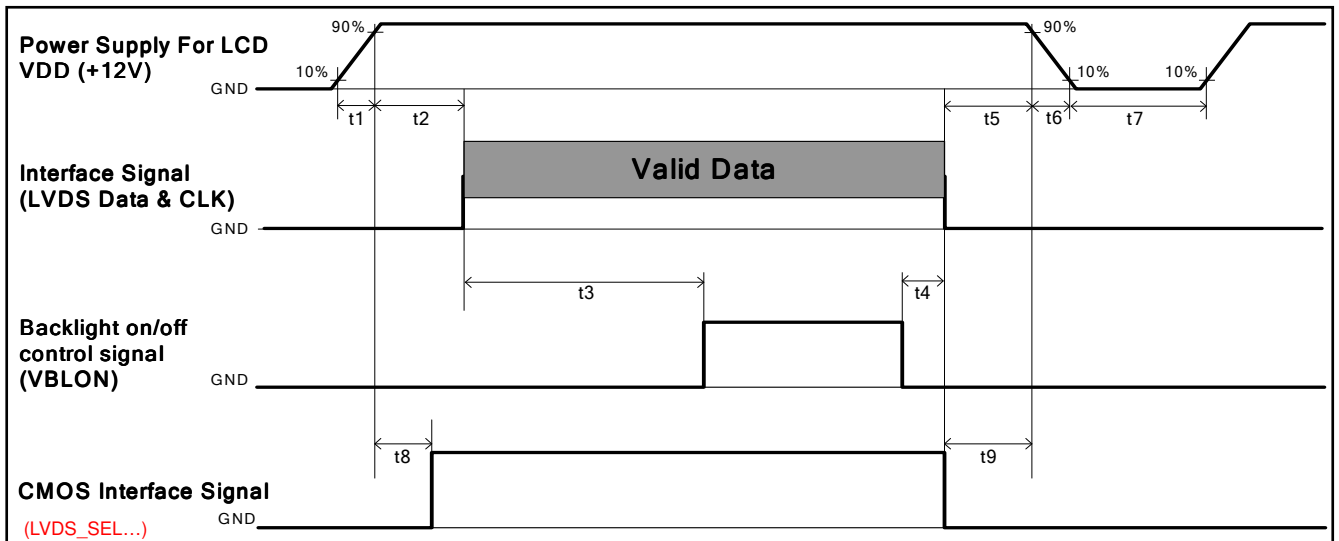 Power Supply For LCD
VDD (+12V)
90%
10%
GND
90%
10%
10%
t1
t2
t5
t6
t7
Interface Signal
(LVDS Data & CLK)
Valid Data
GND
t3
t4
Backlight on/off
control signal
(VBLON)
GND
t8
t9
CMOS Interface Signal
(LVDS_SEL…)
GND